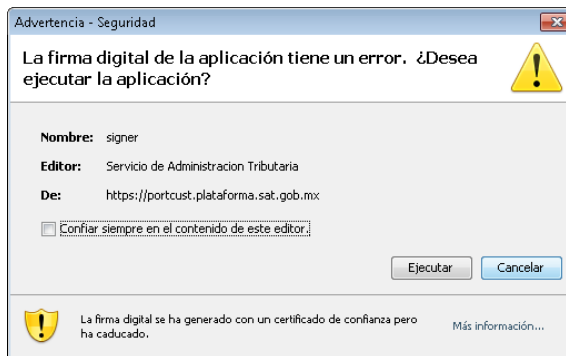 Advertencia - Seguridad
La firma digital de la aplicación tiene un error. ¿Desea
ejecutar la aplicación?
Nombre: signer
Editor: Servicio de Administracion Tributaria
De: https://portcust.plataforma.sat.gob.mx
Confiar siempre en el contenido de este editor.
Ejecutar Cancelar
La firma digital se ha generado con un certificado de confianza pero
ha caducado.
Más información...